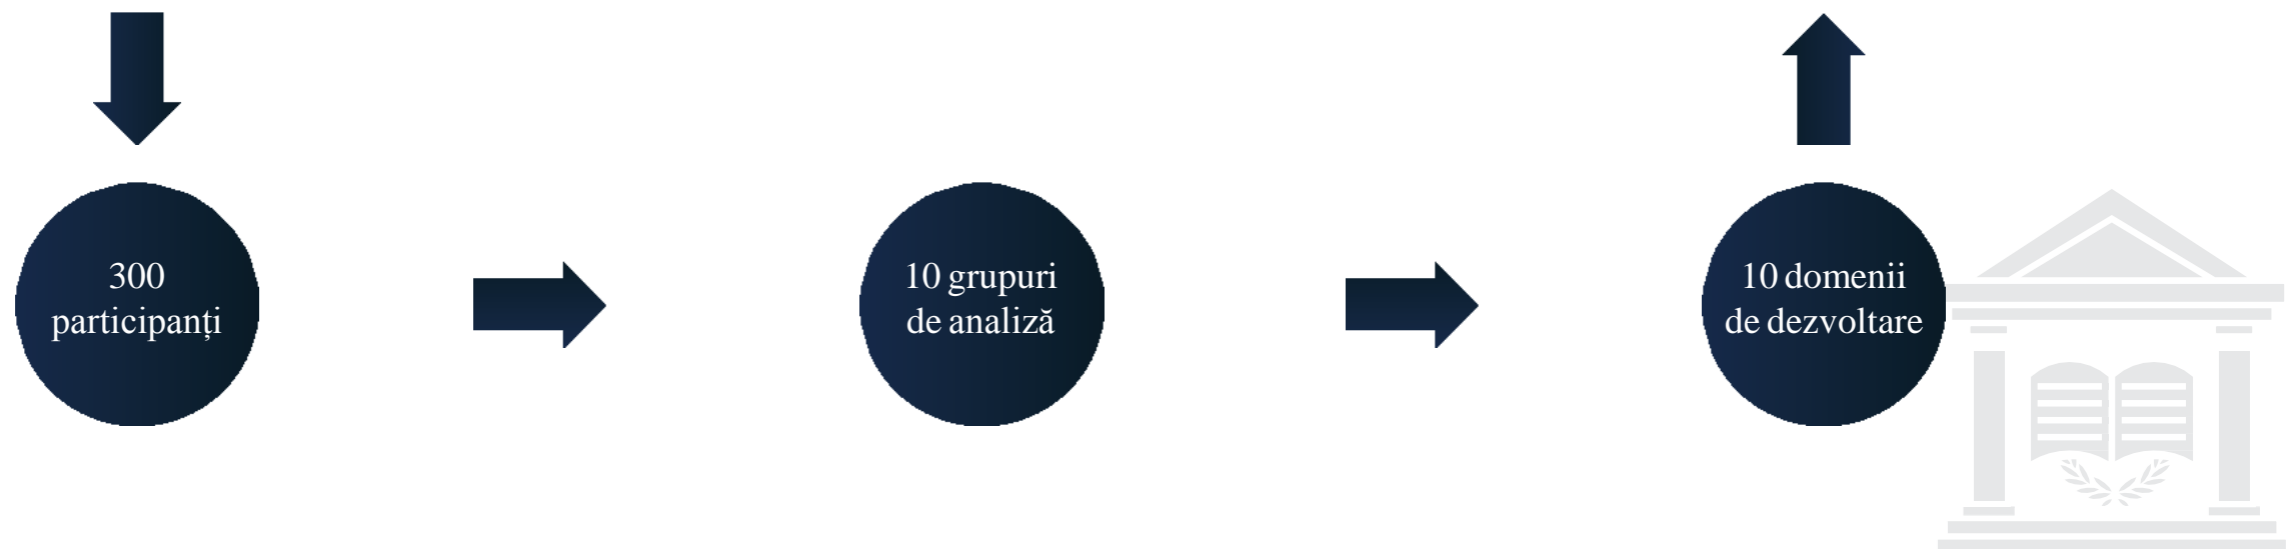 300
participanți
10 grupuri
de analiză
10 domenii
de dezvoltare